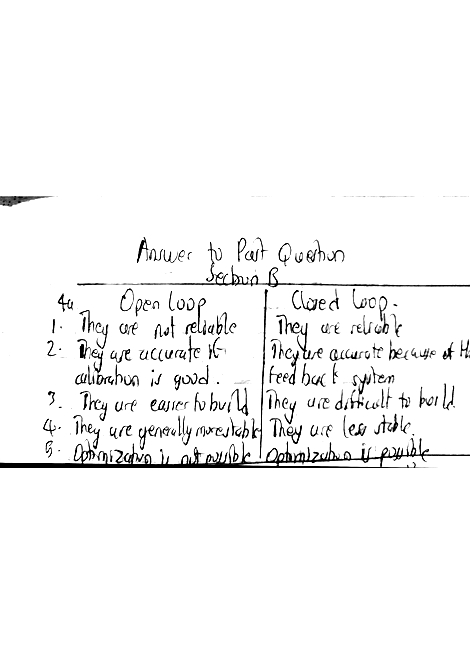 Answer to Past Question
Section B
4a Open Loop | Closed Loop.
1. They are not reliable | They are reliable
2. They are accurate if | They are accurate because of
calibration is good. | feed back system
3. They are easier to build | They are difficult to build
4. They are generally more stable | They are less stable.
5. Optimization is not possible | Optimization is possible